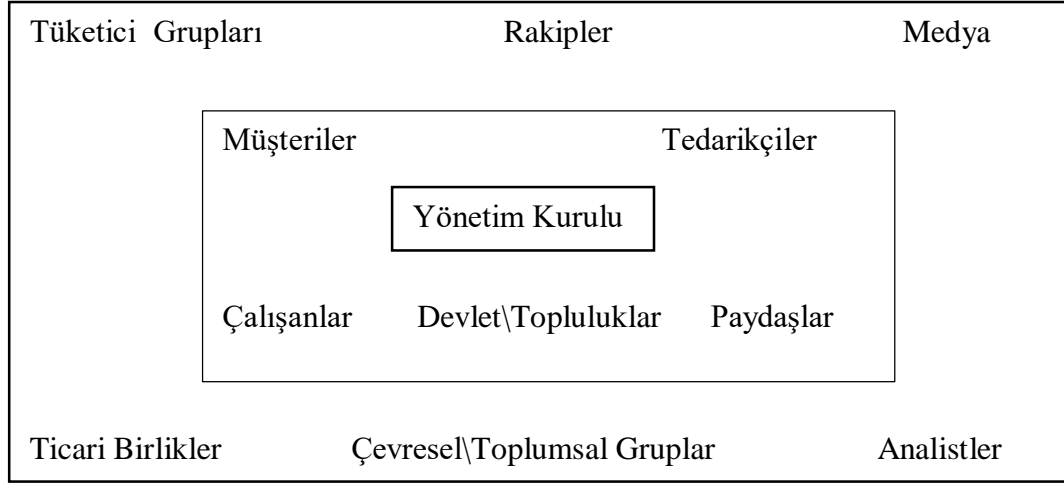 Tüketici Grupları Rakipler Medya
Müşteriler Tedarikçiler
Yönetim Kurulu
Çalışanlar Devlet\Topluluklar Paydaşlar
Ticari Birlikler Çevresel\Toplumsal Gruplar Analistler